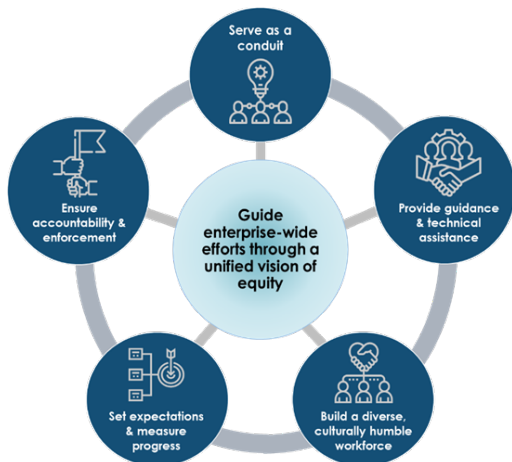 Serve as a
conduit
Provide guidance
& technical
assistance
Build a diverse,
culturally humble
workforce
Set expectations
& measure
progress
Ensure
accountability &
enforcement
Guide
enterprise-wide
efforts through a
unified vision of
equity